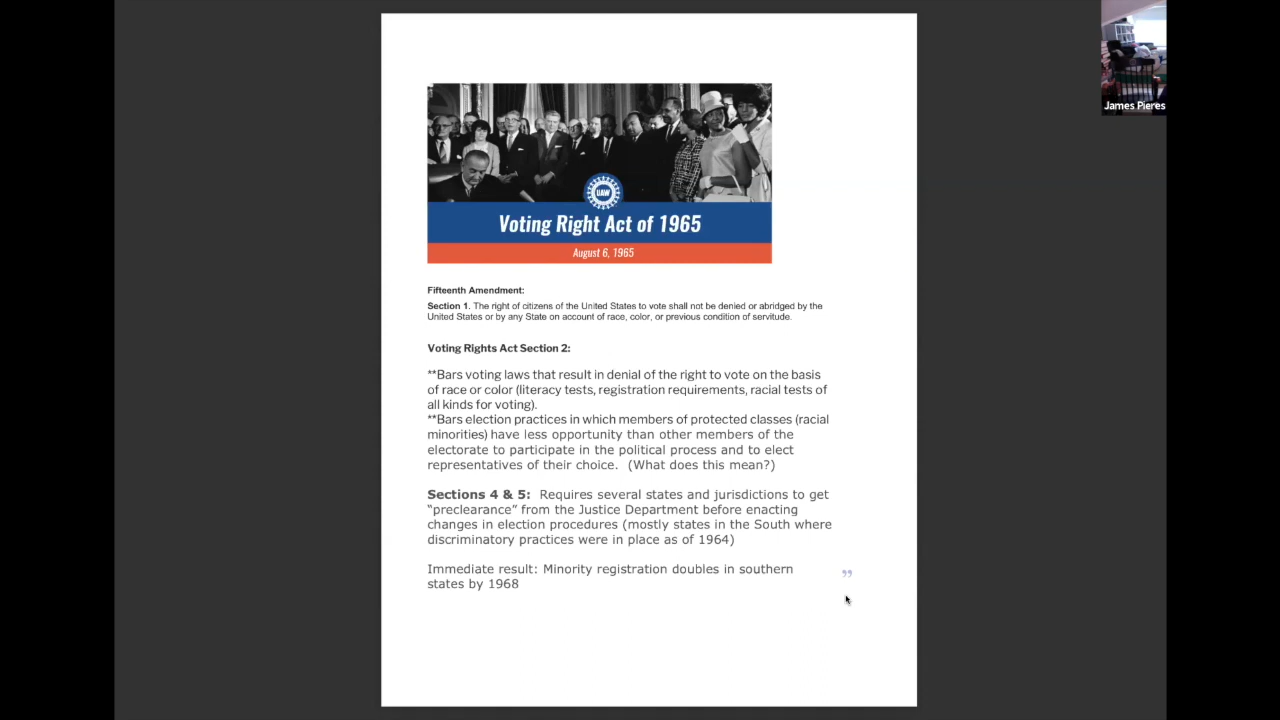 James Pieres
UAW
Voting Right Act of 1965
August 6, 1965
Fifteenth Amendment:
Section 1. The right of citizens of the United States to vote shall not be denied or abridged by the
United States or by any State on account of race, color, or previous condition of servitude.
Voting Rights Act Section 2:
**Bars voting laws that result in denial of the right to vote on the basis
of race or color (literacy tests, registration requirements, racial tests of
all kinds for voting).
**Bars election practices in which members of protected classes (racial
minorities) have less opportunity than other members of the
electorate to participate in the political process and to elect
representatives of their choice. (What does this mean?)
Sections 4 & 5: Requires several states and jurisdictions to get
“preclearance” from the Justice Department before enacting
changes in election procedures (mostly states in the South where
discriminatory practices were in place as of 1964)
Immediate result: Minority registration doubles in southern
”
states by 1968